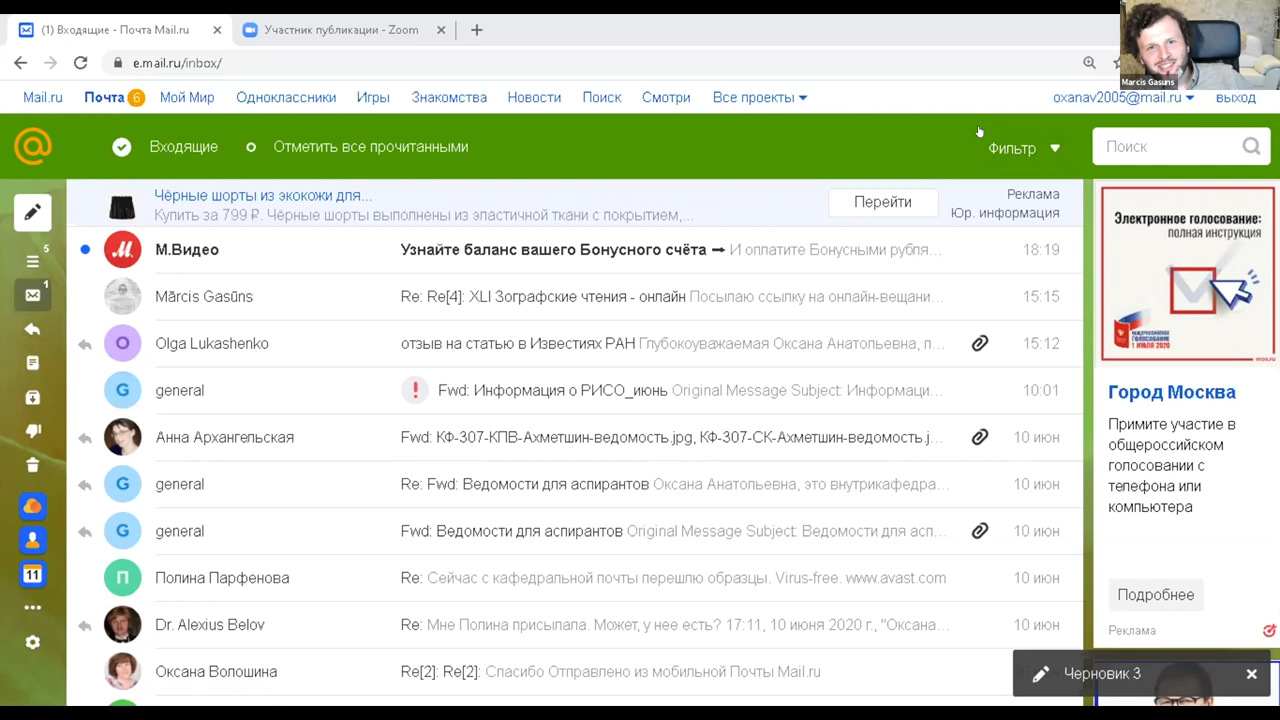 (1) Входящие - Почта Mail.ru
Участник публикации - Zoom
e.mail.ru/inbox/
Marcis Gasuns
Mail.ru Почта 6 Мой Мир Одноклассники Игры Знакомства Новости Поиск Смотри Все проекты oxanav2005@mail.ru выход
Входящие Отметить все прочитанными Фильтр Поиск
Чёрные шорты из экокожи для...
Купить за 799 ₽. Чёрные шорты выполнены из эластичной ткани с покрытием,...
Перейти
Реклама
Юр. информация
М.Видео Узнайте баланс вашего Бонусного счёта ➞ И оплатите Бонусными рубля... 18:19
Mārcis Gasūns Re: Re[4]: XLI Зографские чтения - онлайн Посылаю ссылку на онлайн-вещани... 15:15
O Olga Lukashenko отзыв на статью в Известиях РАН Глубокоуважаемая Оксана Анатольевна, п... 15:12
G general ! Fwd: Информация о РИСО_июнь Original Message Subject: Информаци... 10:01
Анна Архангельская Fwd: КФ-307-КПВ-Ахметшин-ведомость.jpg, КФ-307-СК-Ахметшин-ведомость.j... 10 июн
G general Re: Fwd: Ведомости для аспирантов Оксана Анатольевна, это внутрикафедра... 10 июн
G general Fwd: Ведомости для аспирантов Original Message Subject: Ведомости для асп... 10 июн
П Полина Парфенова Re: Сейчас с кафедральной почты перешлю образцы. Virus-free. www.avast.com 10 июн
Dr. Alexius Belov Re: Мне Полина присылала. Может, у нее есть? 17:11, 10 июня 2020 г., "Оксана... 10 июн
Оксана Волошина Re[2]: Re[2]: Спасибо Отправлено из мобильной Почты Mail.ru
5
1
11
Электронное голосование:
полная инструкция
ОБЩЕРОССИЙСКОЕ
ГОЛОСОВАНИЕ
1 ИЮЛЯ 2020
mos.ru
Город Москва
Примите участие в
общероссийском
голосовании с
телефона или
компьютера
Подробнее
Реклама
Черновик 3